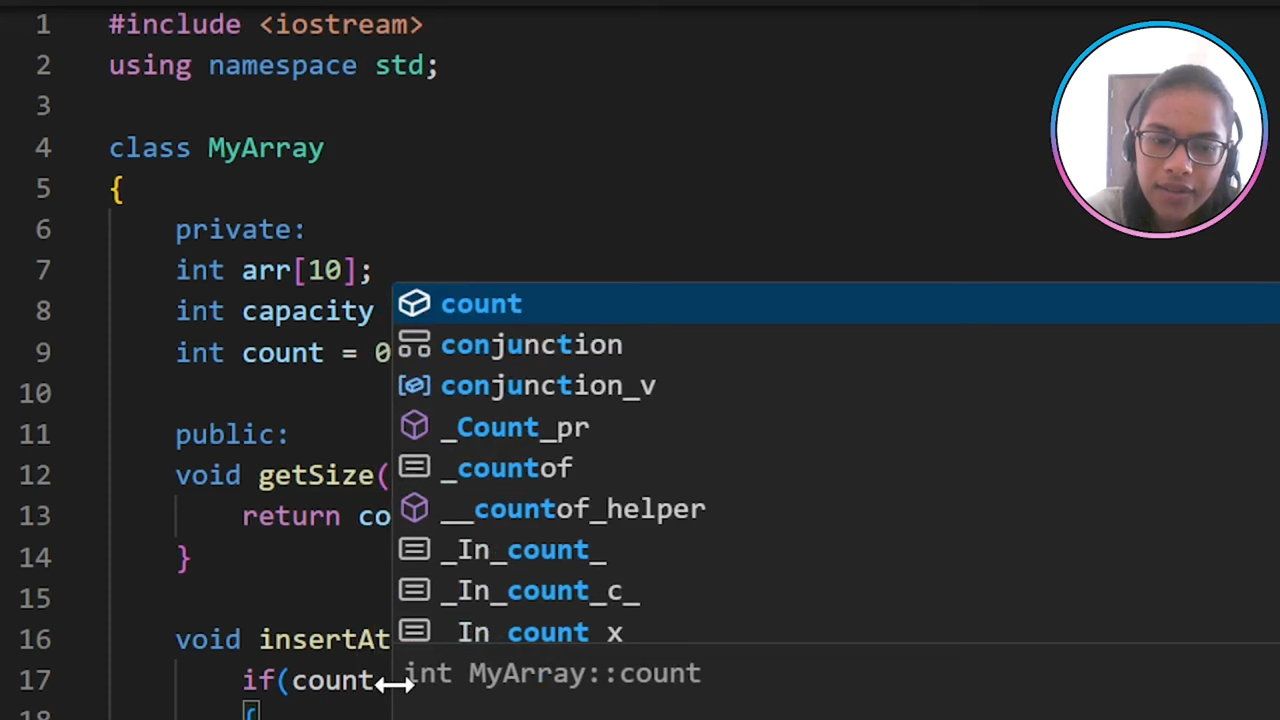 1 #include <iostream>
2 using namespace std;
3
4 class MyArray
5 {
6 private:
7 int arr[10];
8 int capacity
9 int count = 0
10
11 public:
12 void getSize(
13 return co
14 }
15
16 void insertAt
17 if(count
18 {
count
conjunction
conjunction_v
_Count_pr
_countof
__countof_helper
_In_count_
_In_count_c_
_In_count_x_
int MyArray::count